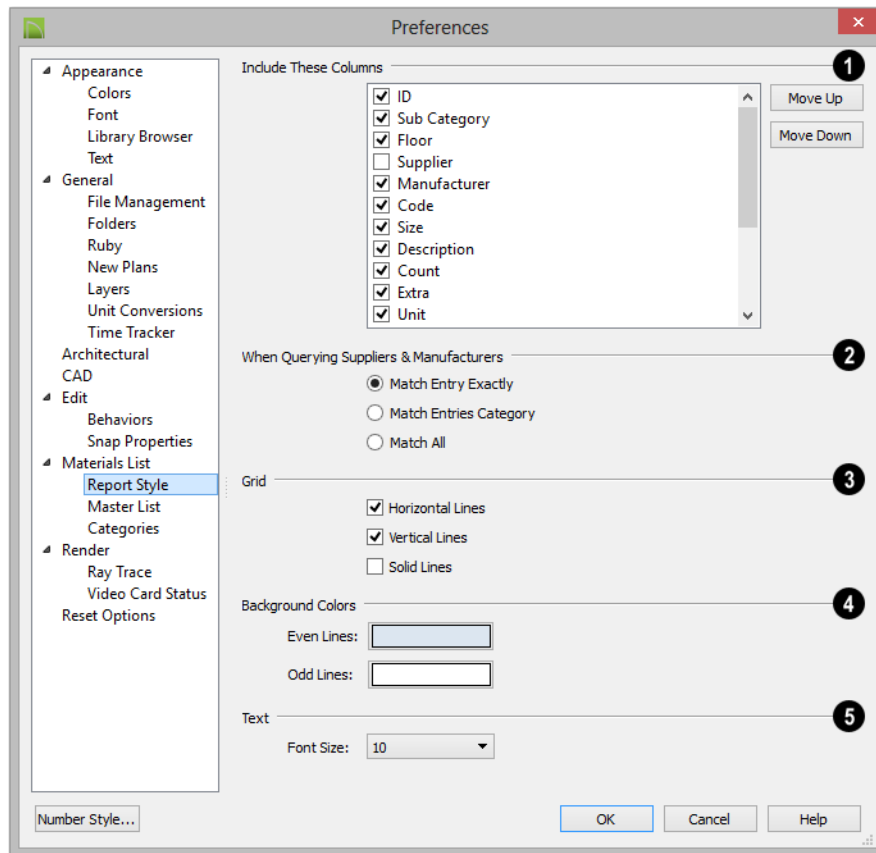 Preferences
Appearance
Colors
Font
Library Browser
Text
General
File Management
Folders
Ruby
New Plans
Layers
Unit Conversions
Time Tracker
Architectural
CAD
Edit
Behaviors
Snap Properties
Materials List
Report Style
Master List
Categories
Render
Ray Trace
Video Card Status
Reset Options
Include These Columns 1
ID
Sub Category
Floor
Supplier
Manufacturer
Code
Size
Description
Count
Extra
Unit
Move Up
Move Down
When Querying Suppliers & Manufacturers 2
Match Entry Exactly
Match Entries Category
Match All
Grid 3
Horizontal Lines
Vertical Lines
Solid Lines
Background Colors 4
Even Lines:
Odd Lines:
Text 5
Font Size: 10
Number Style... OK Cancel Help